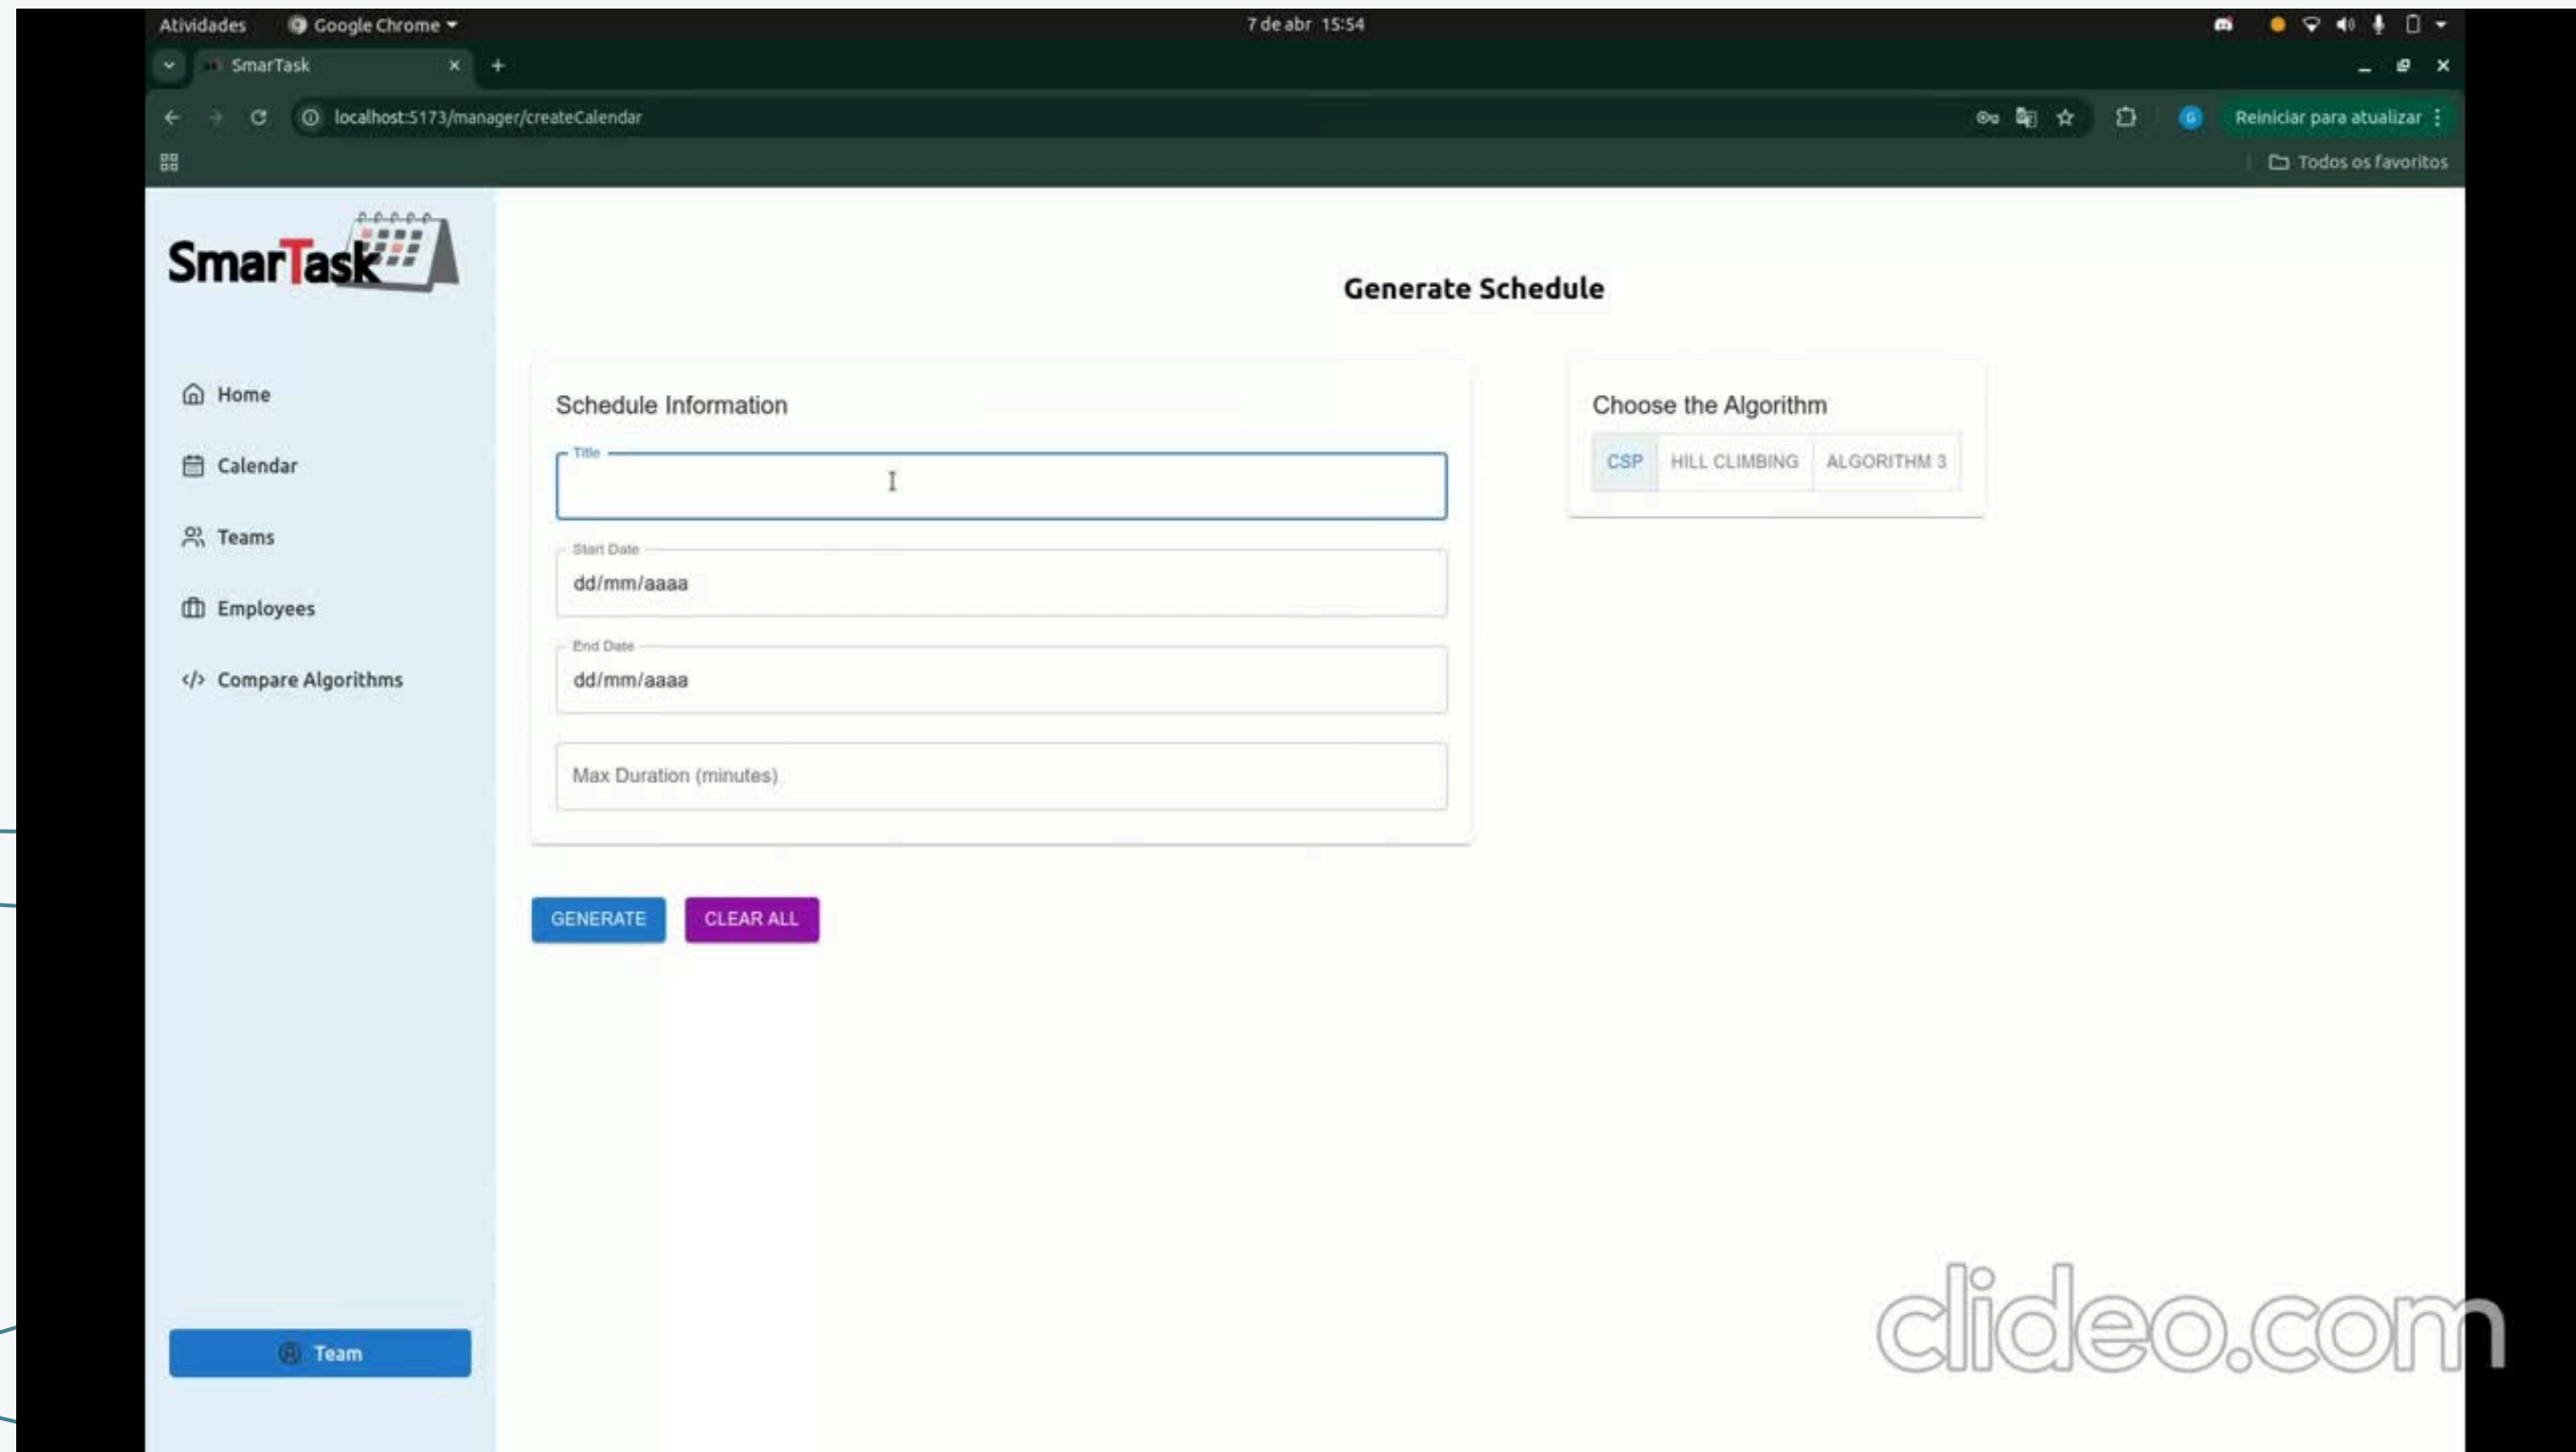 Atividades Google Chrome 7 de abr 15:54
SmarTask
localhost:5173/manager/createCalendar Reiniciar para atualizar
Todos os favoritos
SmarTask
Home
Calendar
Teams
Employees
Compare Algorithms
Team
Generate Schedule
Schedule Information
Title
Start Date
dd/mm/aaaa
End Date
dd/mm/aaaa
Max Duration (minutes)
GENERATE CLEAR ALL
Choose the Algorithm
CSP HILL CLIMBING ALGORITHM 3
clideo.com